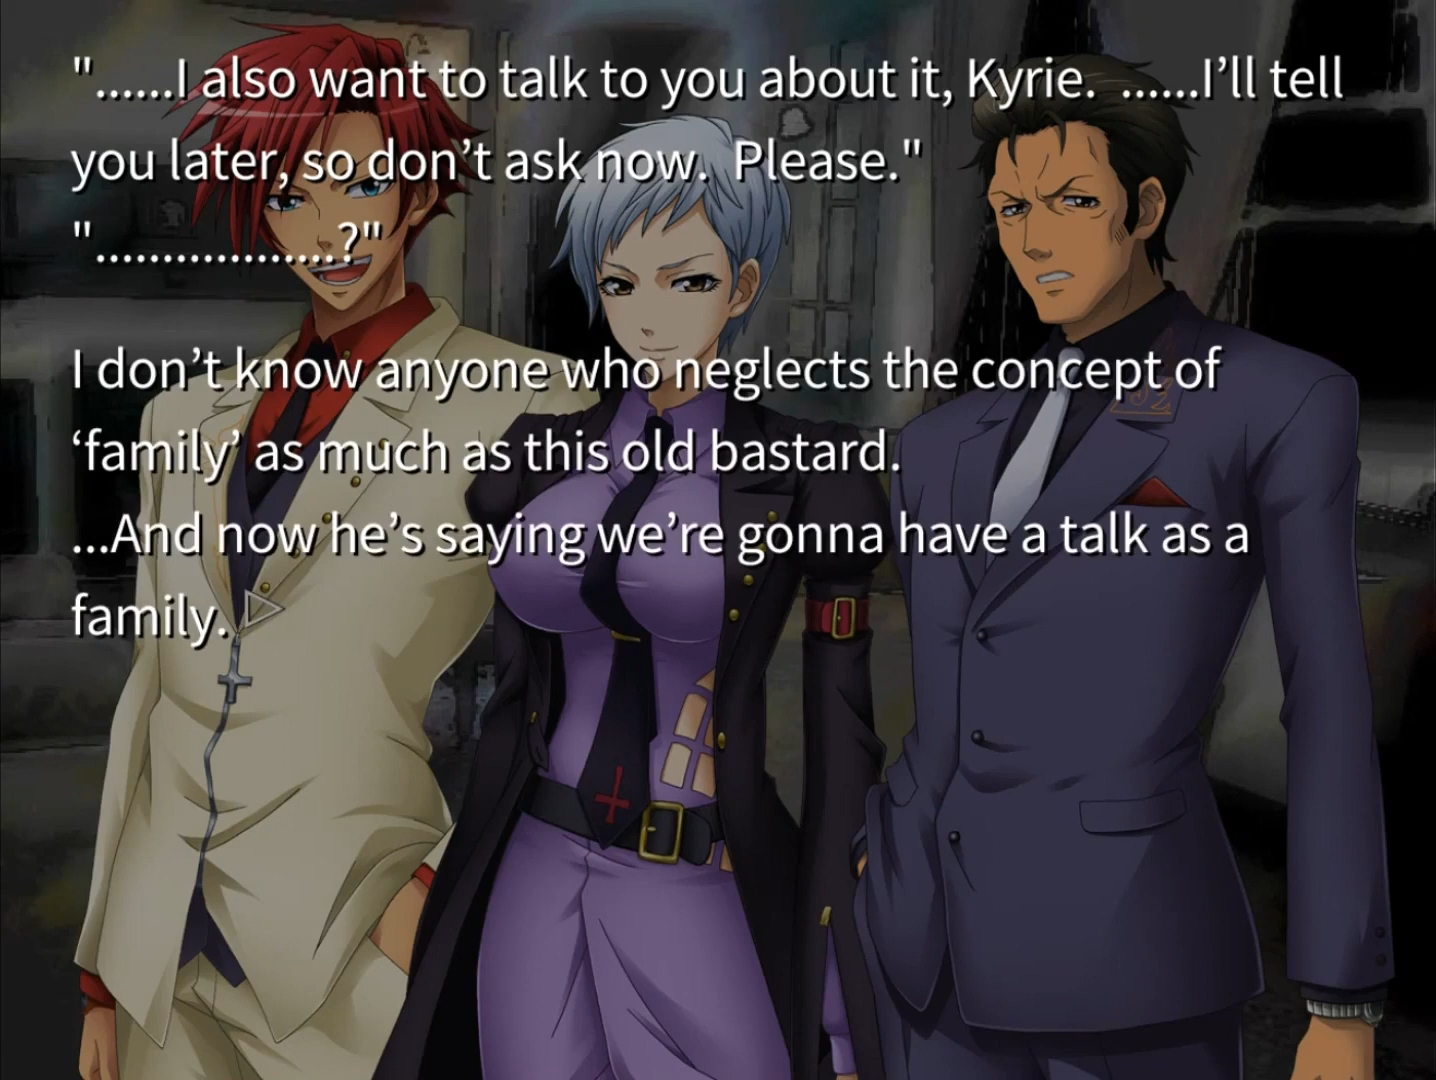 "......I also want to talk to you about it, Kyrie.  ......I’ll tell
you later, so don’t ask now.  Please."
"..................?"
I don’t know anyone who neglects the concept of
‘family’ as much as this old bastard.
...And now he’s saying we’re gonna have a talk as a
family.